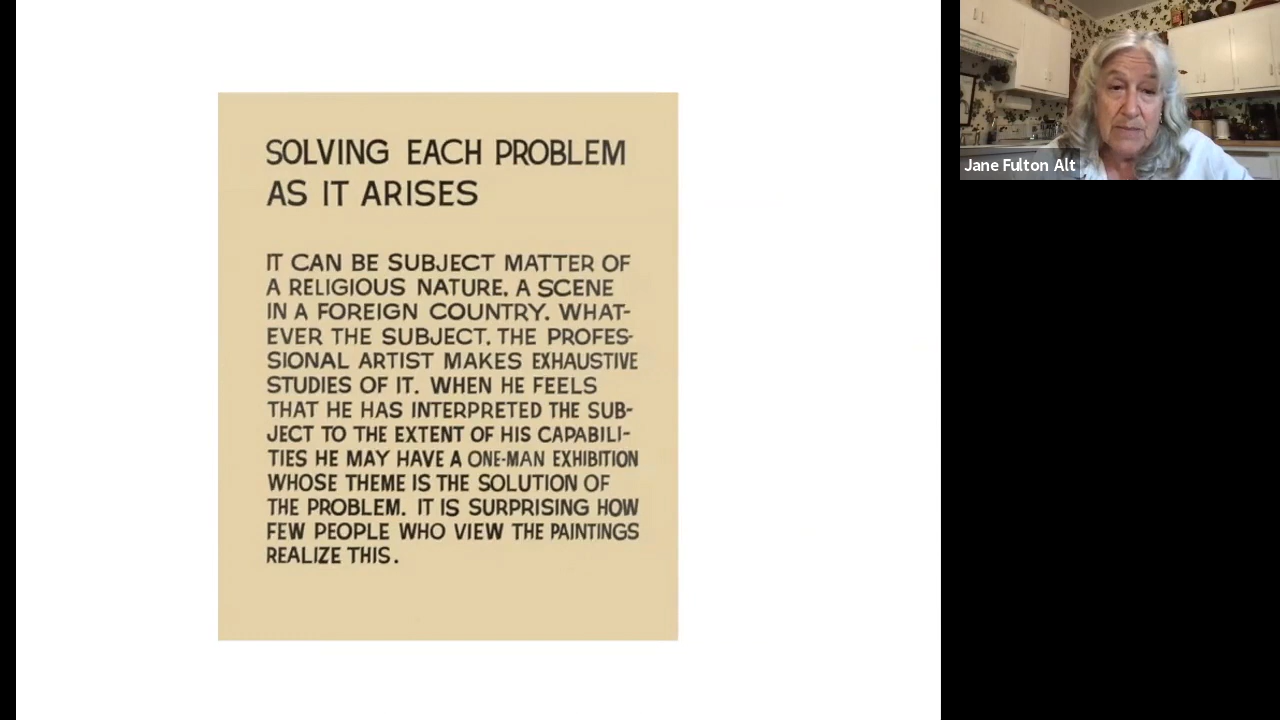 SOLVING EACH PROBLEM
AS IT ARISES
IT CAN BE SUBJECT MATTER OF
A RELIGIOUS NATURE, A SCENE
IN A FOREIGN COUNTRY. WHAT-
EVER THE SUBJECT, THE PROFES-
SIONAL ARTIST MAKES EXHAUSTIVE
STUDIES OF IT. WHEN HE FEELS
THAT HE HAS INTERPRETED THE SUB-
JECT TO THE EXTENT OF HIS CAPABILI-
TIES HE MAY HAVE A ONE-MAN EXHIBITION
WHOSE THEME IS THE SOLUTION OF
THE PROBLEM. IT IS SURPRISING HOW
FEW PEOPLE WHO VIEW THE PAINTINGS
REALIZE THIS.
Jane Fulton Alt